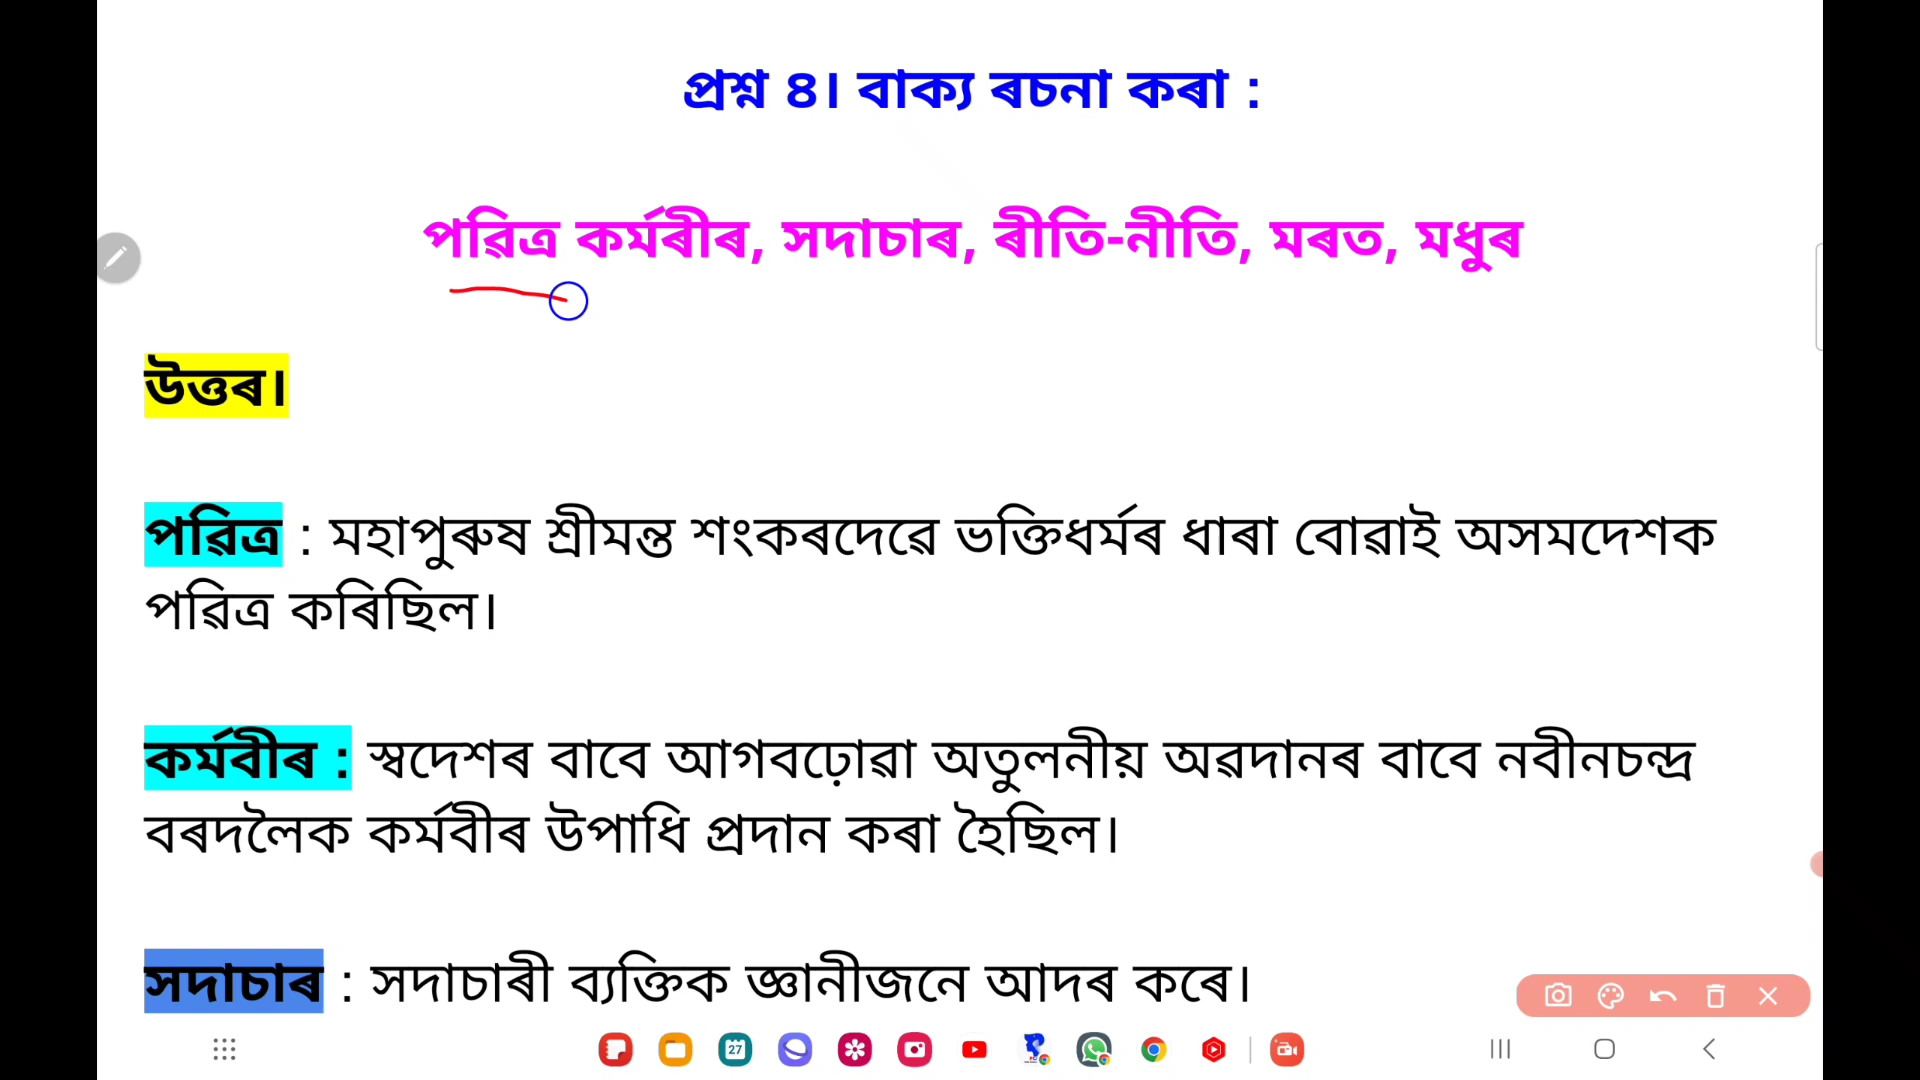 প্ৰশ্ন ৪। বাক্য ৰচনা কৰা :
পৱিত্ৰ কৰ্মৰীৰ, সদাচাৰ, ৰীতি-নীতি, মৰত, মধুৰ
উত্তৰ।
পৱিত্ৰ : মহাপুৰুষ শ্ৰীমন্ত শংকৰদেৱে ভক্তিধৰ্মৰ ধাৰা বোৱাই অসমদেশক
পৱিত্ৰ কৰিছিল।
কৰ্মবীৰ : স্বদেশৰ বাবে আগবঢ়োৱা অতুলনীয় অৱদানৰ বাবে নবীনচন্দ্ৰ
বৰদলৈক কৰ্মবীৰ উপাধি প্ৰদান কৰা হৈছিল।
সদাচাৰ : সদাচাৰী ব্যক্তিক জ্ঞানীজনে আদৰ কৰে।
27